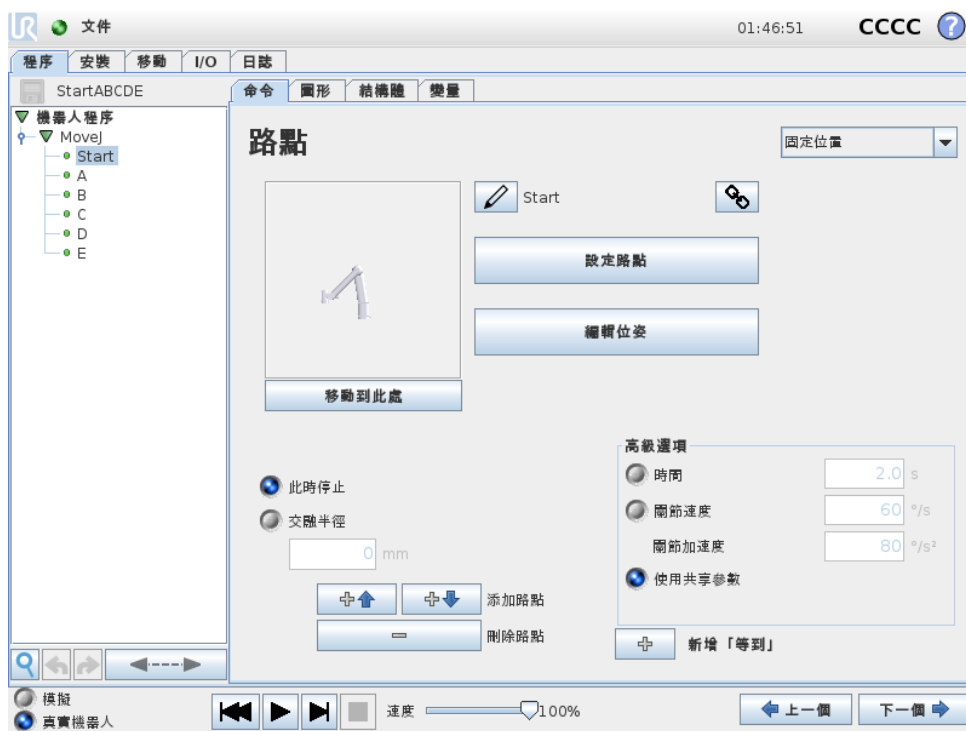 UR 文件 01:46:51 CCCC ?
程序 安裝 移動 I/O 日誌
StartABCDE 命令 圖形 結構體 變量
機器人程序
MoveJ
Start
A
B
C
D
E
路點 固定位置
Start
設定路點
編輯位姿
移動到此處
此時停止
交融半徑
0 mm
添加路點
刪除路點
高級選項
時間 2.0 s
關節速度 60 °/s
關節加速度 80 °/s²
使用共享參數
新增「等到」
模擬
真實機器人
速度 100%
上一個 下一個